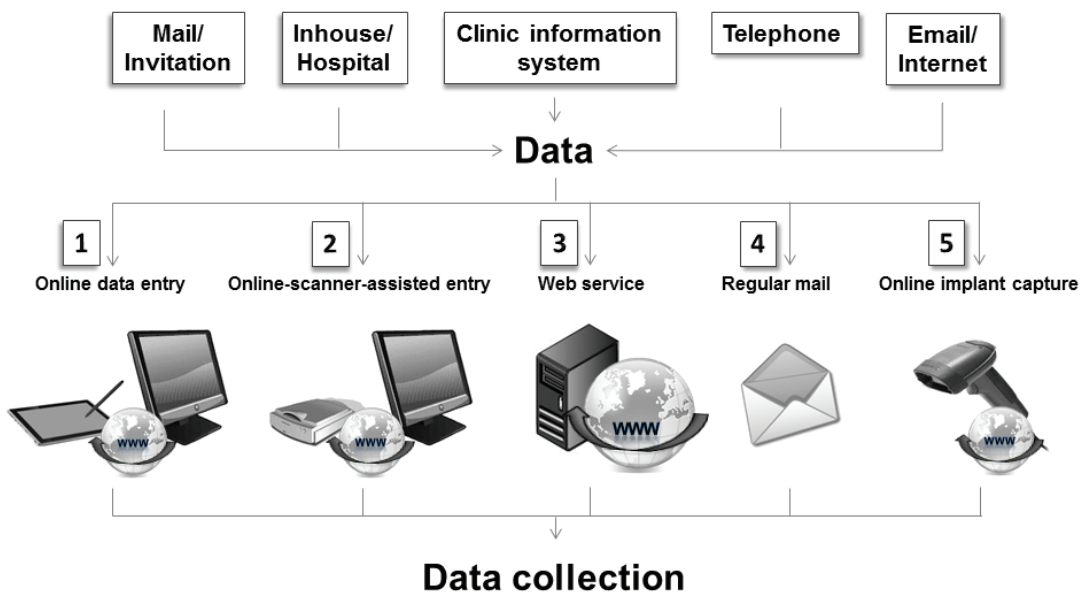 Mail/
Invitation
Inhouse/
Hospital
Clinic information
system
Telephone
Email/
Internet
Data
1
2
3
4
5
Online data entry
Online-scanner-assisted entry
Web service
Regular mail
Online implant capture
www
www
www
www
Data collection